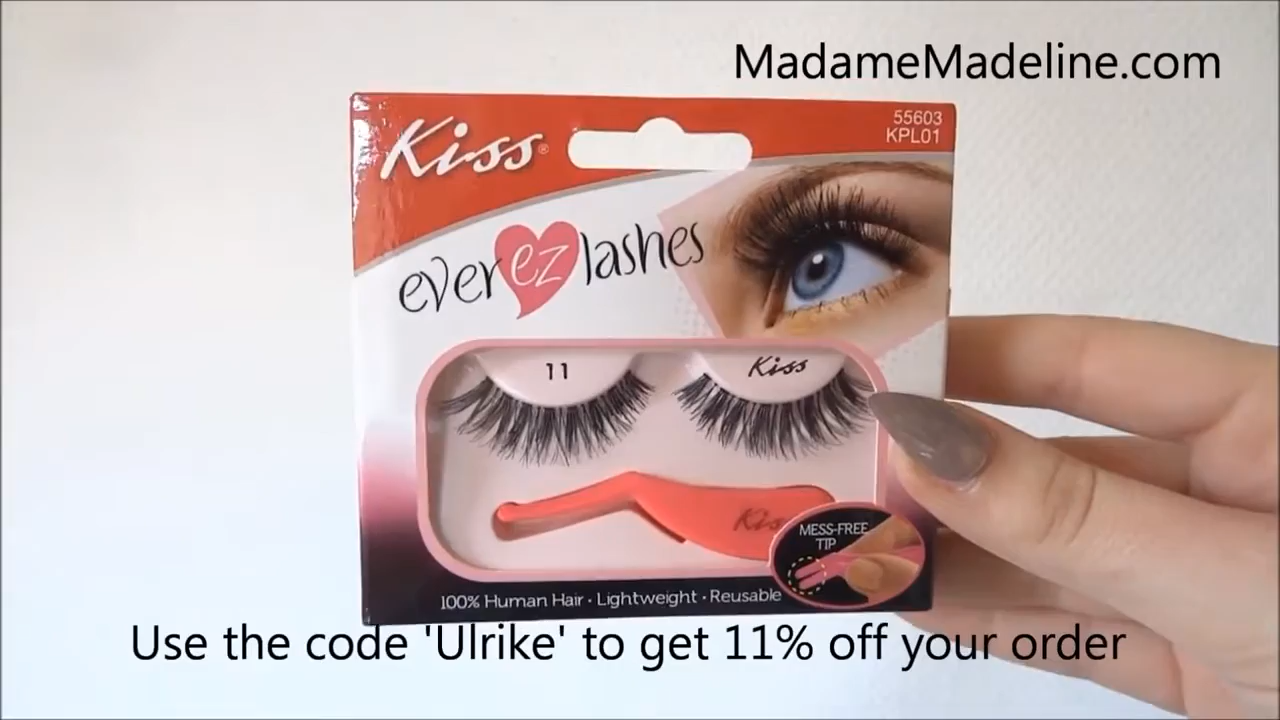 MadameMadeline.com
55603
KPL01
Kiss®
ever ez lashes
11
Kiss
Kiss
MESS-FREE
TIP
100% Human Hair • Lightweight • Reusable
Use the code 'Ulrike' to get 11% off your order